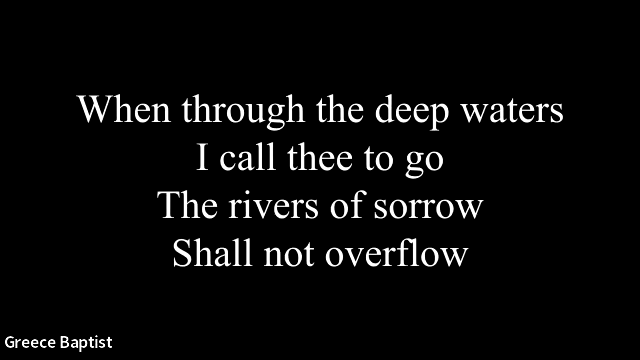 When through the deep waters
I call thee to go
The rivers of sorrow
Shall not overflow
Greece Baptist